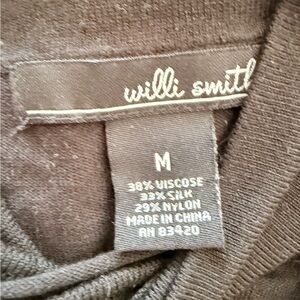 willi smith
M
38% VISCOSE
33% SILK
29% NYLON
MADE IN CHINA
RN 83420